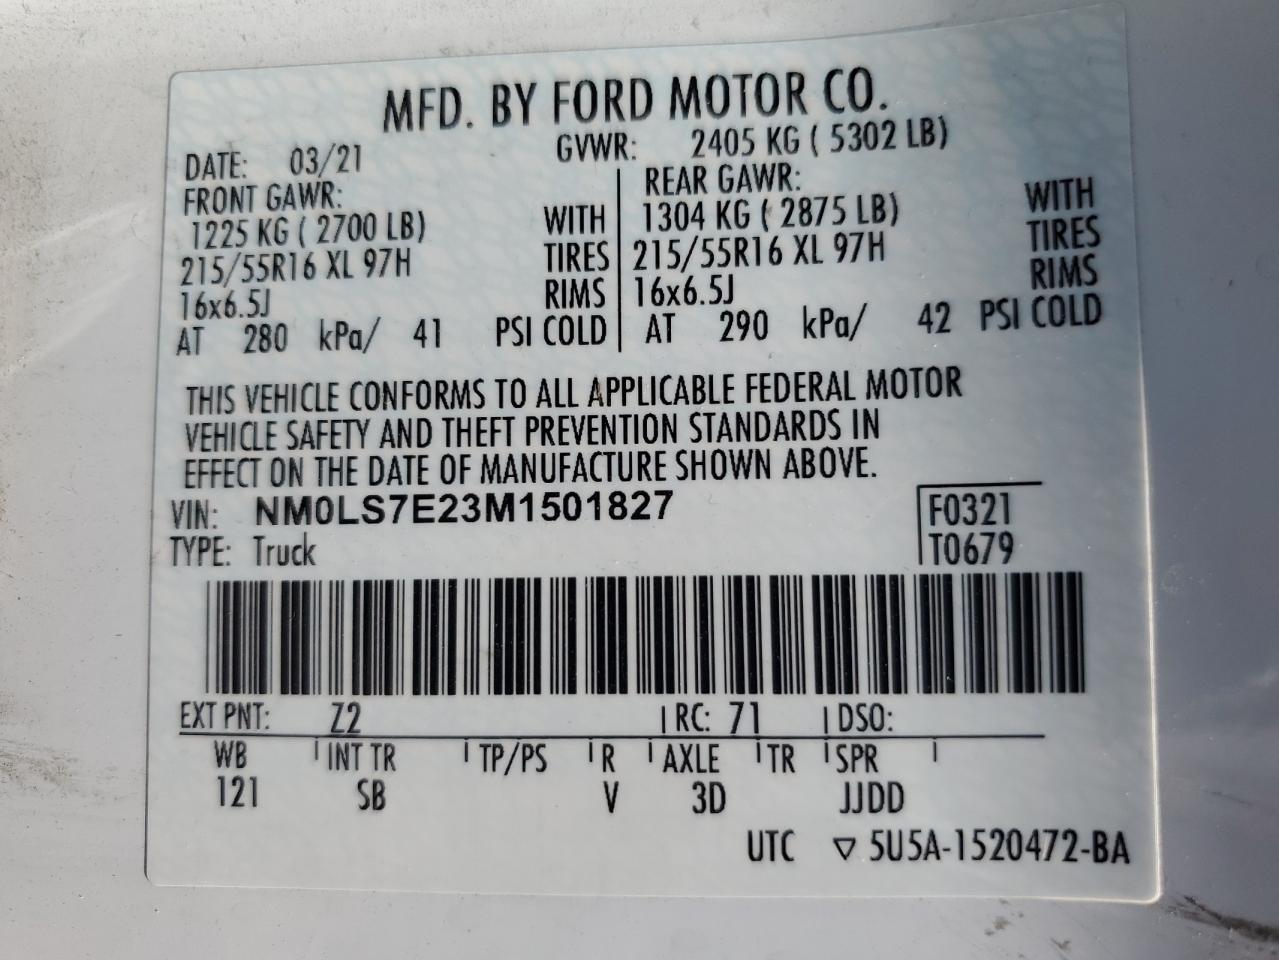 MFD. BY FORD MOTOR CO.
DATE: 03/21 GVWR: 2405 KG ( 5302 LB)
FRONT GAWR: REAR GAWR:
1225 KG ( 2700 LB) WITH 1304 KG ( 2875 LB) WITH
215/55R16 XL 97H TIRES 215/55R16 XL 97H TIRES
16x6.5J RIMS 16x6.5J RIMS
AT 280 kPa/ 41 PSI COLD AT 290 kPa/ 42 PSI COLD
THIS VEHICLE CONFORMS TO ALL APPLICABLE FEDERAL MOTOR
VEHICLE SAFETY AND THEFT PREVENTION STANDARDS IN
EFFECT ON THE DATE OF MANUFACTURE SHOWN ABOVE.
VIN: NM0LS7E23M1501827 F0321
TYPE: Truck T0679
EXT PNT: Z2 RC: 71 DSO:
WB INT TR TP/PS R AXLE TR SPR
121 SB V 3D JJDD
UTC ▽ 5U5A-1520472-BA